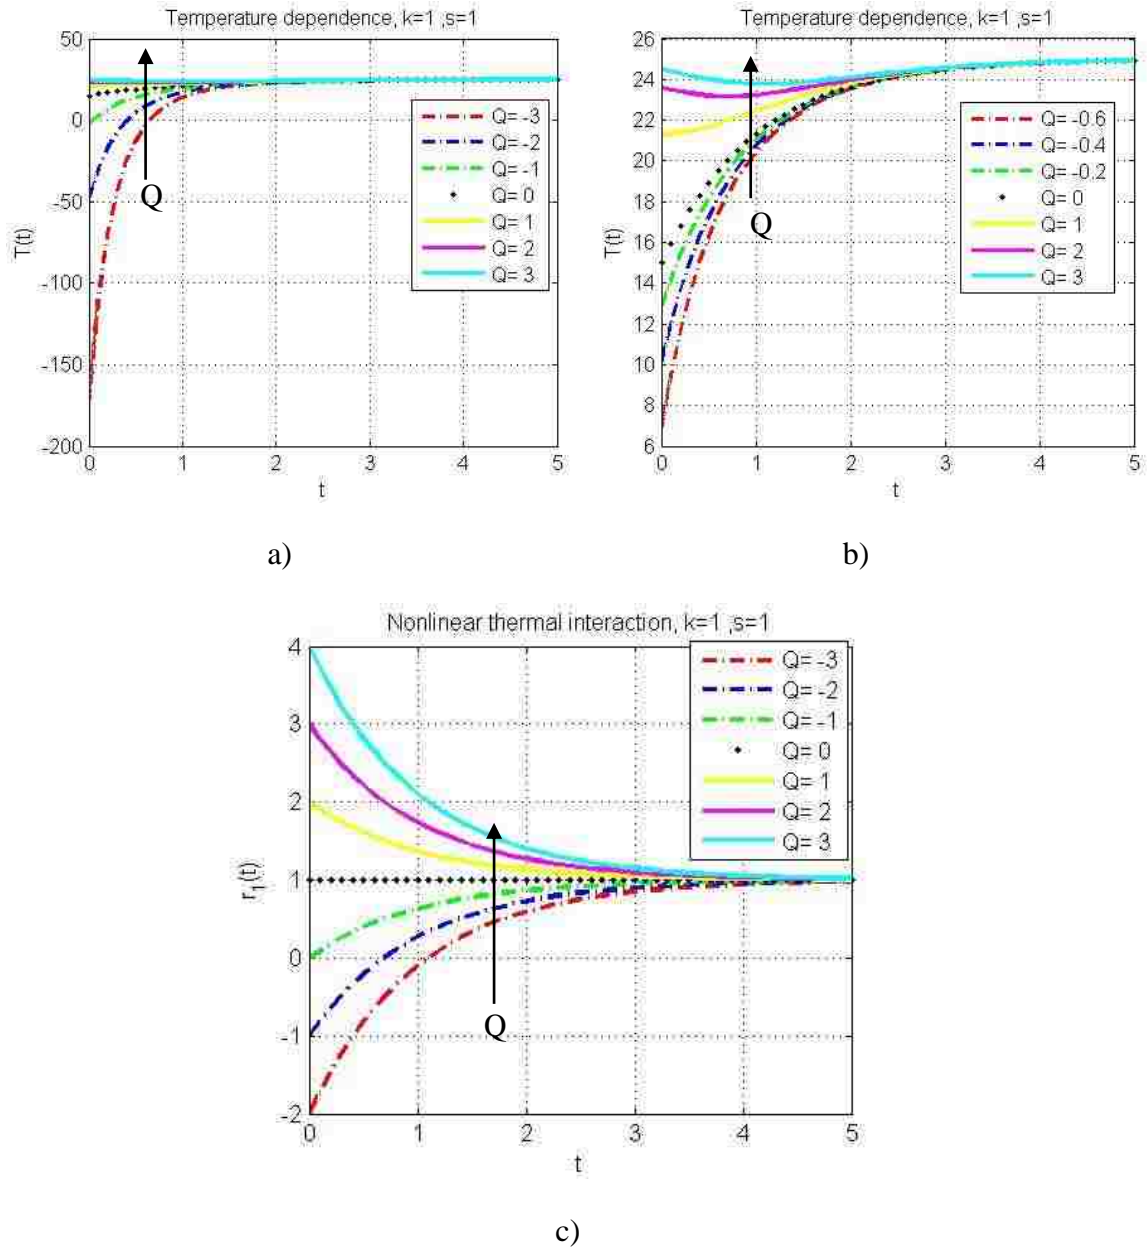 Temperature dependence, k=1 ,s=1
50
0
-50
-100
-150
-200
T(t)
0 1 2 3 4 5
t
Q
Q= -3
Q= -2
Q= -1
Q= 0
Q= 1
Q= 2
Q= 3
a)
Temperature dependence, k=1 ,s=1
26
24
22
20
18
16
14
12
10
8
6
T(t)
0 1 2 3 4 5
t
Q
Q= -0.6
Q= -0.4
Q= -0.2
Q= 0
Q= 1
Q= 2
Q= 3
b)
Nonlinear thermal interaction, k=1 ,s=1
4
3
2
1
0
-1
-2
r1(t)
0 1 2 3 4 5
t
Q
Q= -3
Q= -2
Q= -1
Q= 0
Q= 1
Q= 2
Q= 3
c)